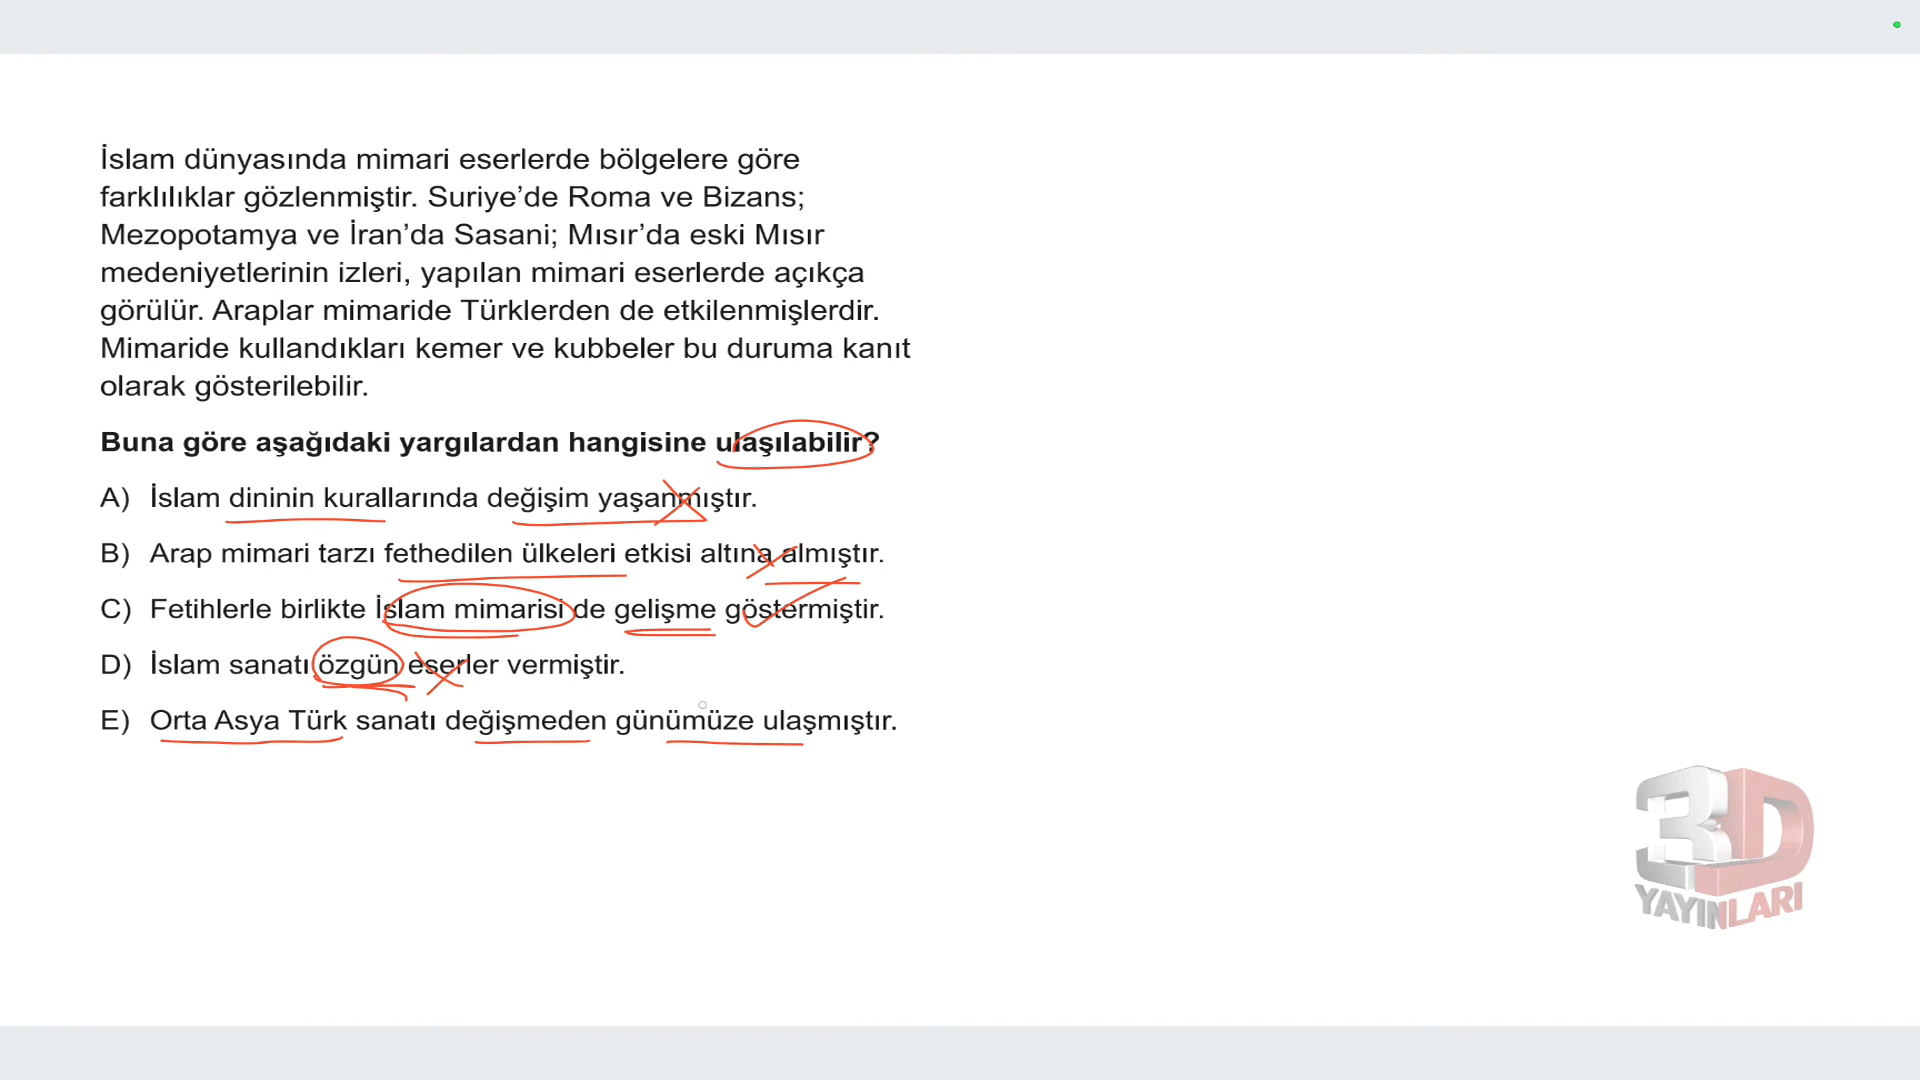 İslam dünyasında mimari eserlerde bölgelere göre
farklılıklar gözlenmiştir. Suriye’de Roma ve Bizans;
Mezopotamya ve İran’da Sasani; Mısır’da eski Mısır
medeniyetlerinin izleri, yapılan mimari eserlerde açıkça
görülür. Araplar mimaride Türklerden de etkilenmişlerdir.
Mimaride kullandıkları kemer ve kubbeler bu duruma kanıt
olarak gösterilebilir.
Buna göre aşağıdaki yargılardan hangisine ulaşılabilir?
A) İslam dininin kurallarında değişim yaşanmıştır.
B) Arap mimari tarzı fethedilen ülkeleri etkisi altına almıştır.
C) Fetihlerle birlikte İslam mimarisi de gelişme göstermiştir.
D) İslam sanatı özgün eserler vermiştir.
E) Orta Asya Türk sanatı değişmeden günümüze ulaşmıştır.
3D
YAYINLARI